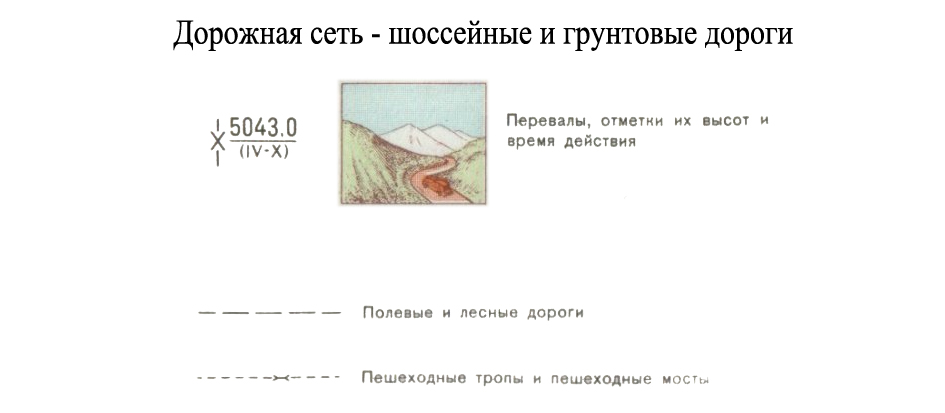 Дорожная сеть - шоссейные и грунтовые дороги
5043.0
(IV-X)
Перевалы, отметки их высот и
время действия
Полевые и лесные дороги
Пешеходные тропы и пешеходные мосты